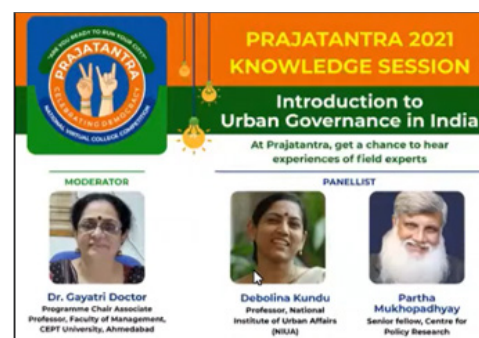 "ARE YOU READY TO RUN YOUR CITY?"
PRAJATANTRA
CELEBRATING DEMOCRACY
NATIONAL VIRTUAL COLLEGE COMPETITION
PRAJATANTRA 2021
KNOWLEDGE SESSION
Introduction to
Urban Governance in India
At Prajatantra, get a chance to hear
experiences of field experts
MODERATOR
PANELLIST
Dr. Gayatri Doctor
Programme Chair Associate
Professor, Faculty of Management,
CEPT University, Ahmedabad
Debolina Kundu
Professor, National
Institute of Urban Affairs
(NIUA)
Partha
Mukhopadhyay
Senior fellow, Centre for
Policy Research